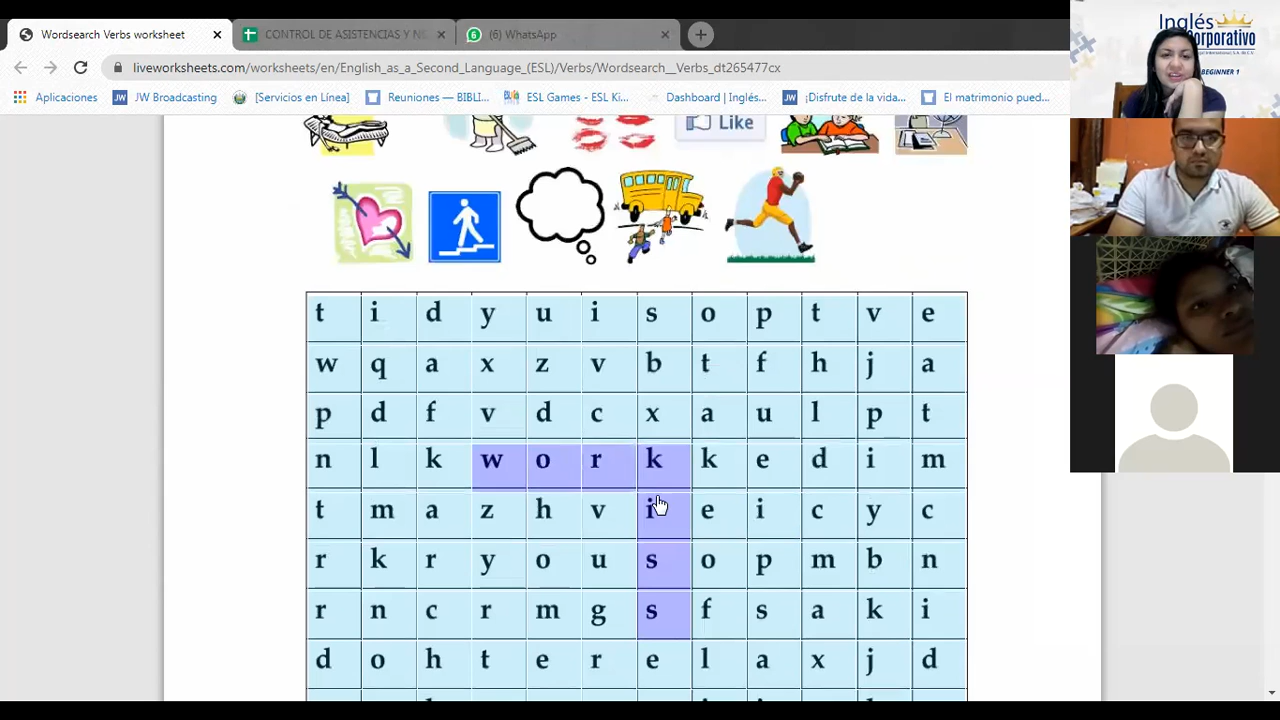 Wordsearch Verbs worksheet
CONTROL DE ASISTENCIAS Y N
(6) WhatsApp
liveworksheets.com/worksheets/en/English_as_a_Second_Language_(ESL)/Verbs/Wordsearch__Verbs_dt265477cx
Aplicaciones
JW Broadcasting
[Servicios en Línea]
Reuniones — BIBLI...
ESL Games - ESL Ki...
Dashboard | Inglés...
¡Disfrute de la vida...
El matrimonio pued...
Inglés
Corporativo
BEGINNER 1
Like
t i d y u i s o p t v e
w q a x z v b t f h j a
p d f v d c x a u l p t
n l k w o r k k e d i m
t m a z h v i e i c y c
r k r y o u s o p m b n
r n c r m g s f s a k i
d o h t e r e l a x j d